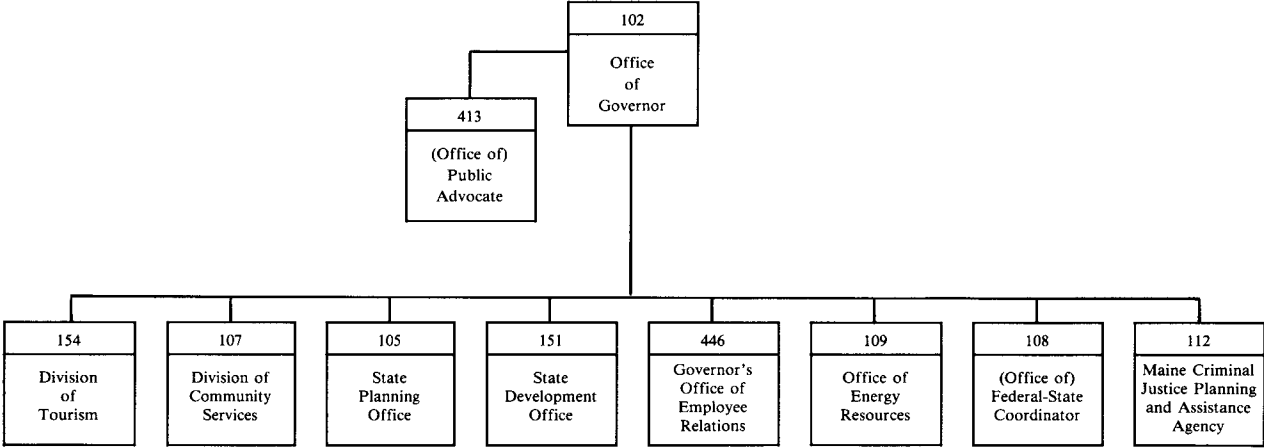 102
Office
of
Governor
413
(Office of)
Public
Advocate
154
Division
of
Tourism
107
Division of
Community
Services
105
State
Planning
Office
151
State
Development
Office
446
Governor's
Office of
Employee
Relations
109
Office of
Energy
Resources
108
(Office of)
Federal-State
Coordinator
112
Maine Criminal
Justice Planning
and Assistance
Agency